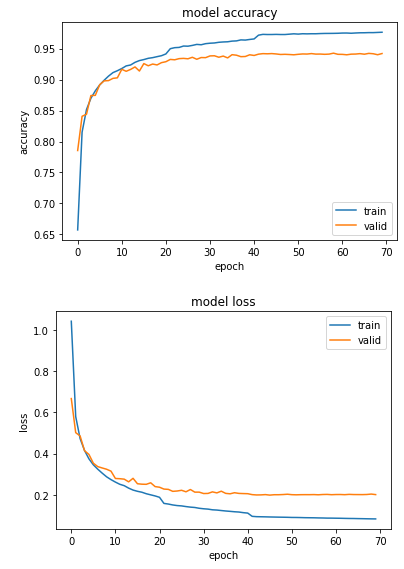 model accuracy
0.95
0.90
0.85
0.80
0.75
0.70
0.65
accuracy
train
valid
0 10 20 30 40 50 60 70
epoch
model loss
train
valid
1.0
0.8
0.6
0.4
0.2
loss
0 10 20 30 40 50 60 70
epoch